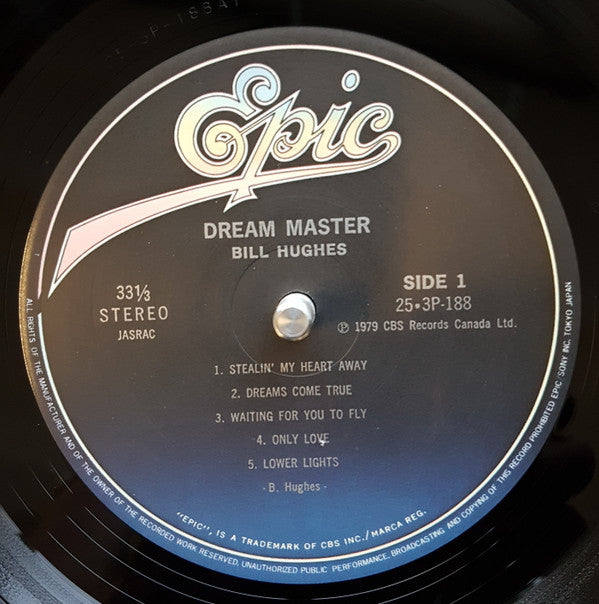 Epic
DREAM MASTER
BILL HUGHES
33⅓
STEREO
JASRAC
SIDE 1
25•3P-188
Ⓟ 1979 CBS Records Canada Ltd.
1. STEALIN' MY HEART AWAY
2. DREAMS COME TRUE
3. WAITING FOR YOU TO FLY
4. ONLY LOVE
5. LOWER LIGHTS
- B. Hughes -
"EPIC", IS A TRADEMARK OF CBS INC./MARCA REG.
ALL RIGHTS OF THE MANUFACTURER AND OF THE OWNER OF THE RECORDED WORK RESERVED. UNAUTHORIZED PUBLIC PERFORMANCE, BROADCASTING AND COPYING OF THIS RECORD PROHIBITED EPIC/SONY INC. TOKYO JAPAN